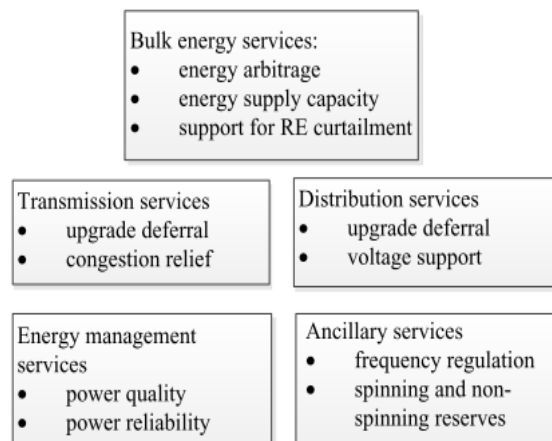 Bulk energy services:
• energy arbitrage
• energy supply capacity
• support for RE curtailment
Transmission services
• upgrade deferral
• congestion relief
Distribution services
• upgrade deferral
• voltage support
Energy management
services
• power quality
• power reliability
Ancillary services
• frequency regulation
• spinning and non-
spinning reserves